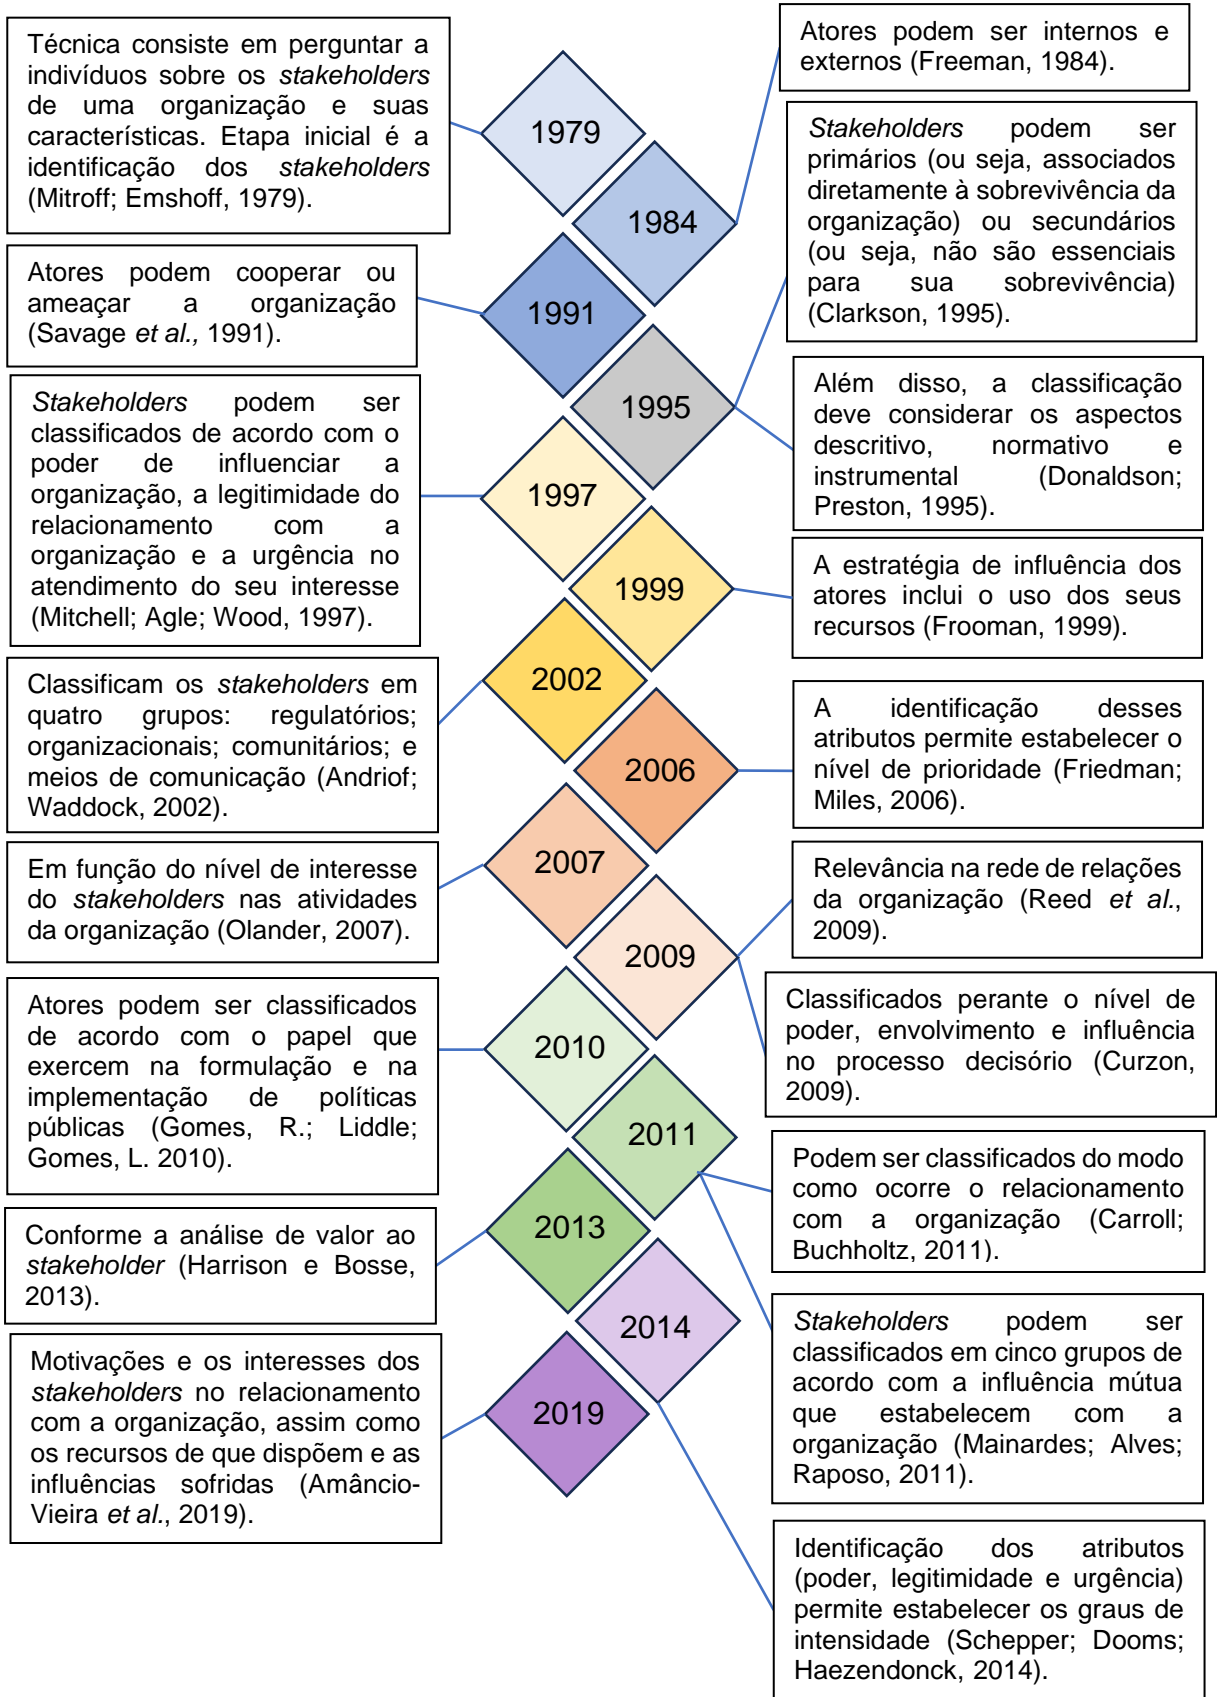 Técnica consiste em perguntar a
indivíduos sobre os stakeholders
de uma organização e suas
características. Etapa inicial é a
identificação dos stakeholders
(Mitroff; Emshoff, 1979).
1979
Atores podem ser internos e
externos (Freeman, 1984).
1984
Atores podem cooperar ou
ameaçar a organização
(Savage et al., 1991).
1991
Stakeholders podem ser
primários (ou seja, associados
diretamente à sobrevivência da
organização) ou secundários
(ou seja, não são essenciais
para sua sobrevivência)
(Clarkson, 1995).
1995
Além disso, a classificação
deve considerar os aspectos
descritivo, normativo e
instrumental (Donaldson;
Preston, 1995).
Stakeholders podem ser
classificados de acordo com o
poder de influenciar a
organização, a legitimidade do
relacionamento com a
organização e a urgência no
atendimento do seu interesse
(Mitchell; Agle; Wood, 1997).
1997
1999
A estratégia de influência dos
atores inclui o uso dos seus
recursos (Frooman, 1999).
Classificam os stakeholders em
quatro grupos: regulatórios;
organizacionais; comunitários; e
meios de comunicação (Andriof;
Waddock, 2002).
2002
2006
A identificação desses
atributos permite estabelecer o
nível de prioridade (Friedman;
Miles, 2006).
Em função do nível de interesse
do stakeholders nas atividades
da organização (Olander, 2007).
2007
2009
Relevância na rede de relações
da organização (Reed et al.,
2009).
Classificados perante o nível de
poder, envolvimento e influência
no processo decisório (Curzon,
2009).
Atores podem ser classificados
de acordo com o papel que
exercem na formulação e na
implementação de políticas
públicas (Gomes, R.; Liddle;
Gomes, L. 2010).
2010
2011
Podem ser classificados do modo
como ocorre o relacionamento
com a organização (Carroll;
Buchholtz, 2011).
Stakeholders podem ser
classificados em cinco grupos de
acordo com a influência mútua
que estabelecem com a
organização (Mainardes; Alves;
Raposo, 2011).
Conforme a análise de valor ao
stakeholder (Harrison e Bosse,
2013).
2013
2014
Identificação dos atributos
(poder, legitimidade e urgência)
permite estabelecer os graus de
intensidade (Schepper; Dooms;
Haezendonck, 2014).
Motivações e os interesses dos
stakeholders no relacionamento
com a organização, assim como
os recursos de que dispõem e as
influências sofridas (Amâncio-
Vieira et al., 2019).
2019